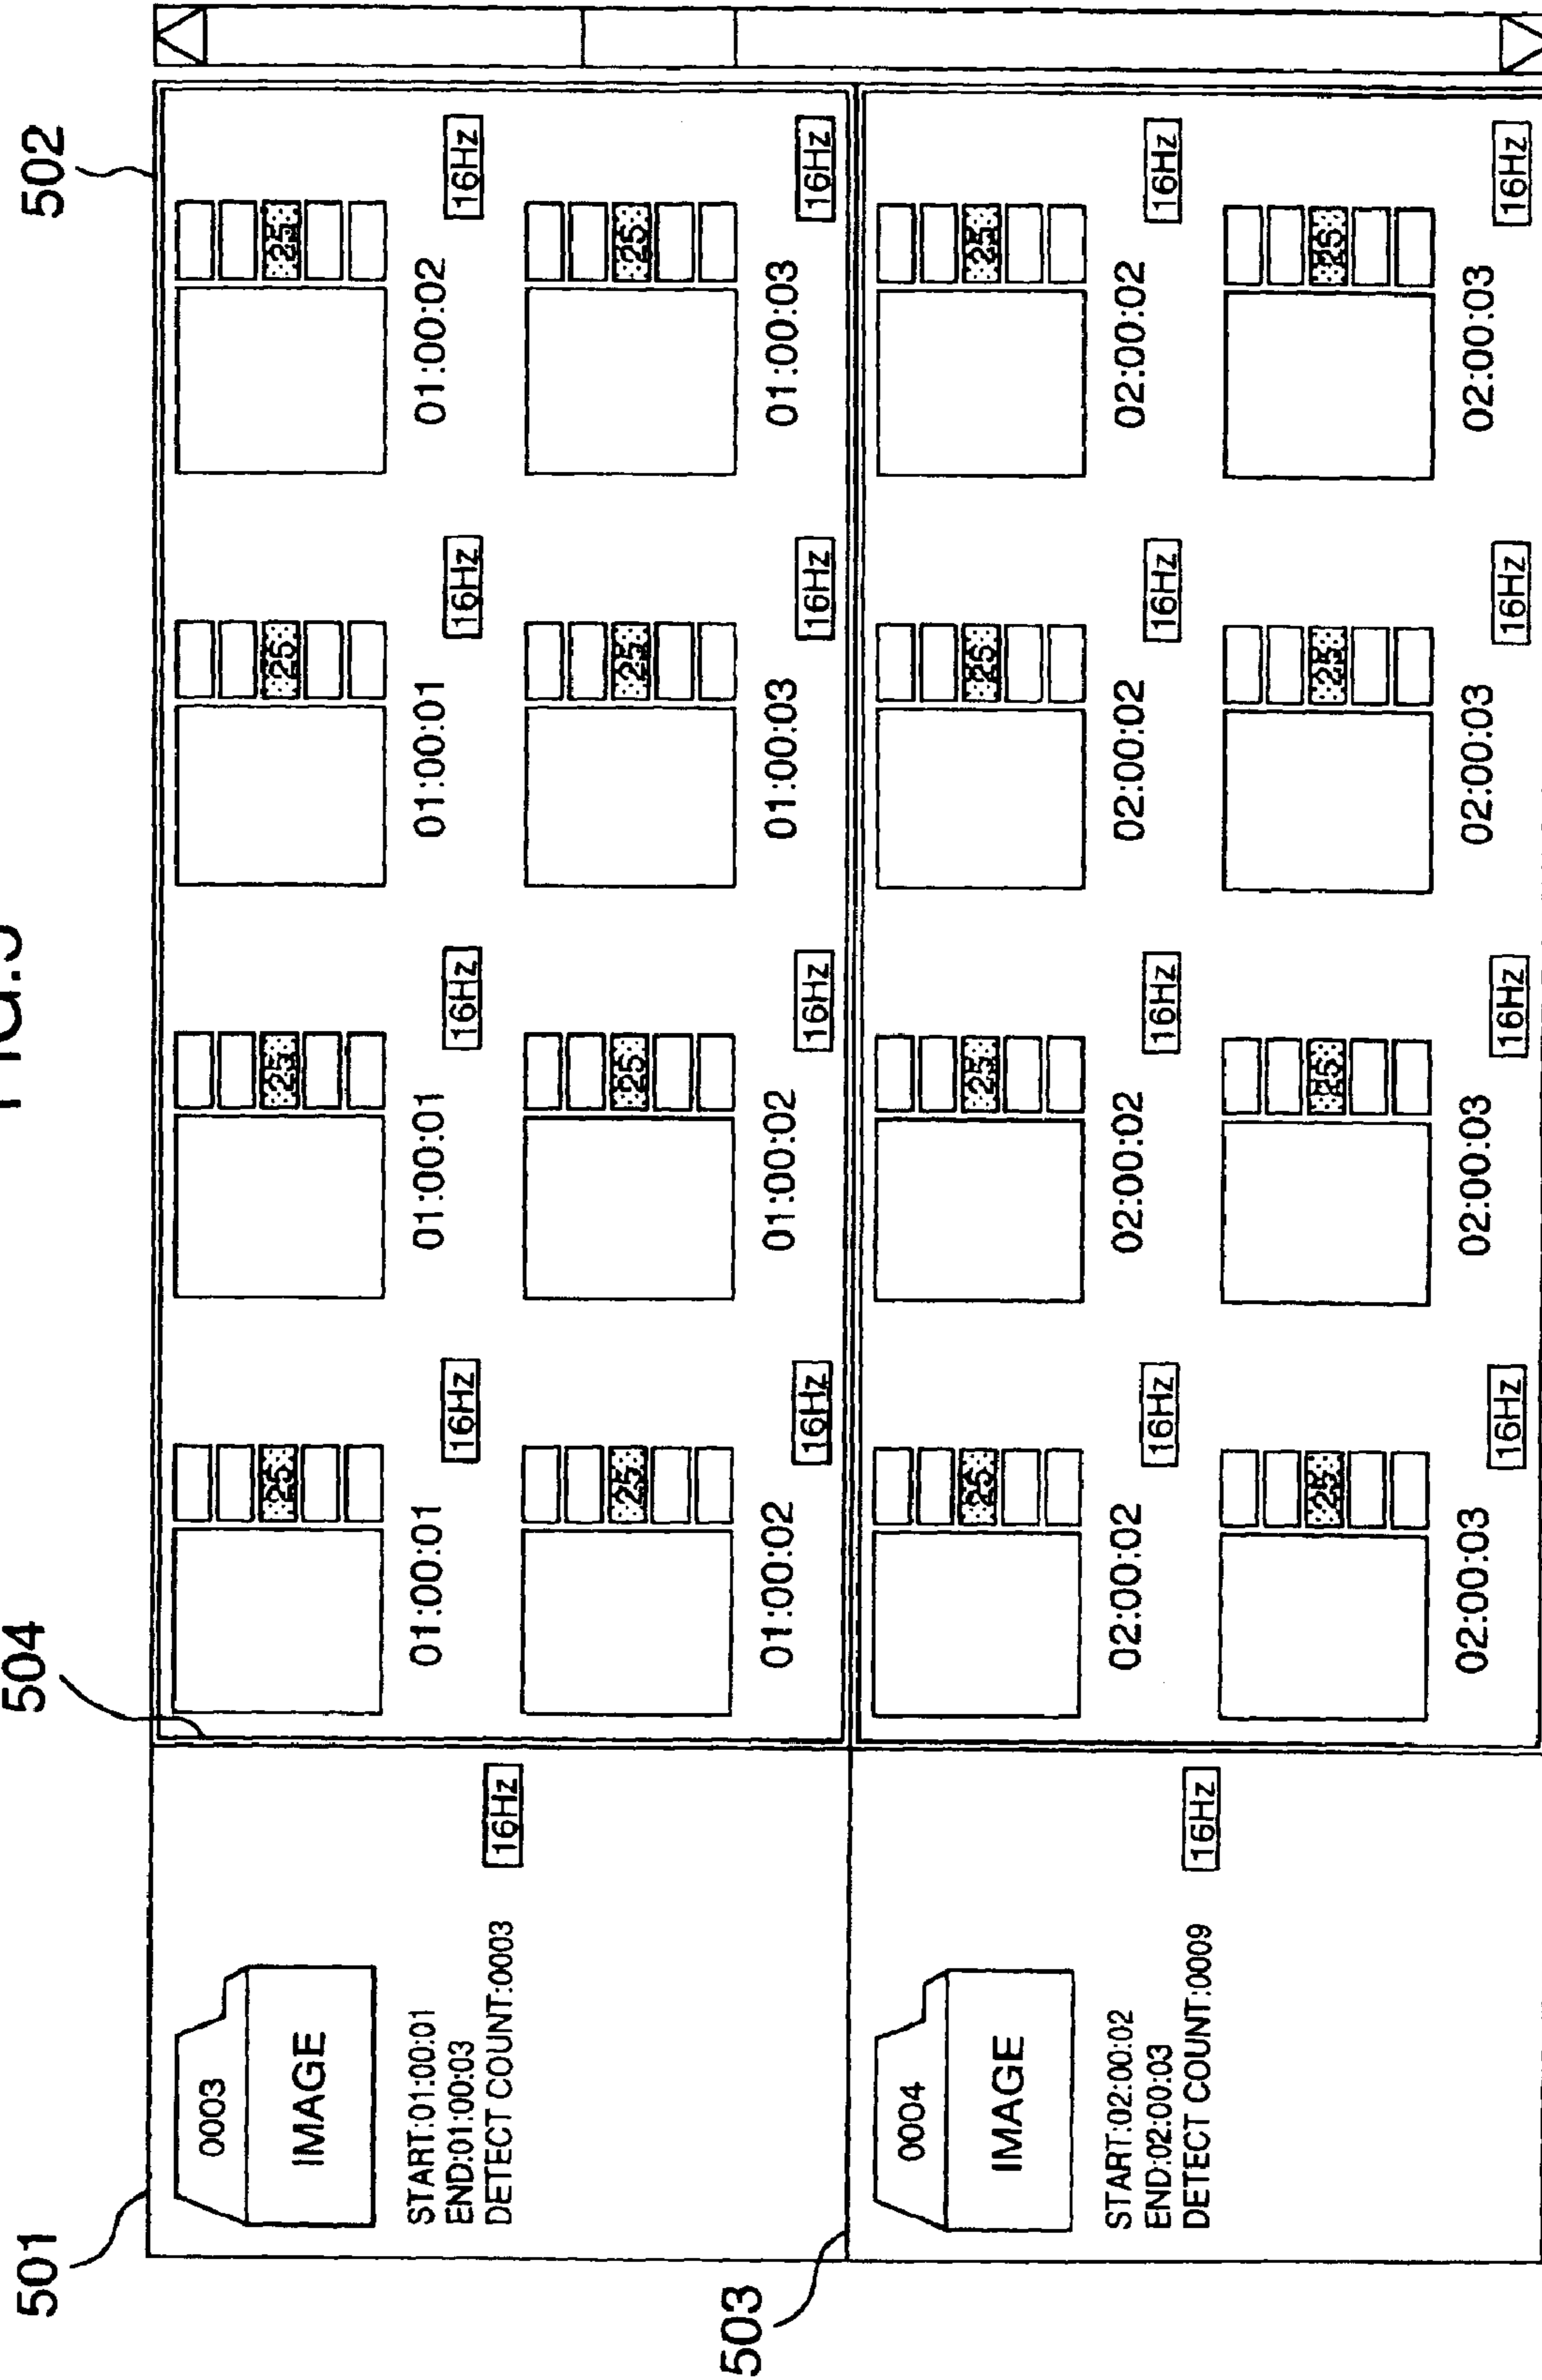 FIG.5
501
504
502
503
0003
IMAGE
START:01:00:01
END:01:00:03
DETECT COUNT:0003
16Hz
25 25 25 25
01:00:01 01:00:01 01:00:01 01:00:02
16Hz 16Hz 16Hz 16Hz
25 25 25 25
01:00:02 01:00:02 01:00:03 01:00:03
16Hz 16Hz 16Hz 16Hz
0004
IMAGE
START:02:00:02
END:02:00:03
DETECT COUNT:0009
16Hz
25 25 25 25
02:00:02 02:00:02 02:00:02 02:00:02
16Hz 16Hz 16Hz 16Hz
25 25 25 25
02:00:03 02:00:03 02:00:03 02:00:03
16Hz 16Hz 16Hz 16Hz